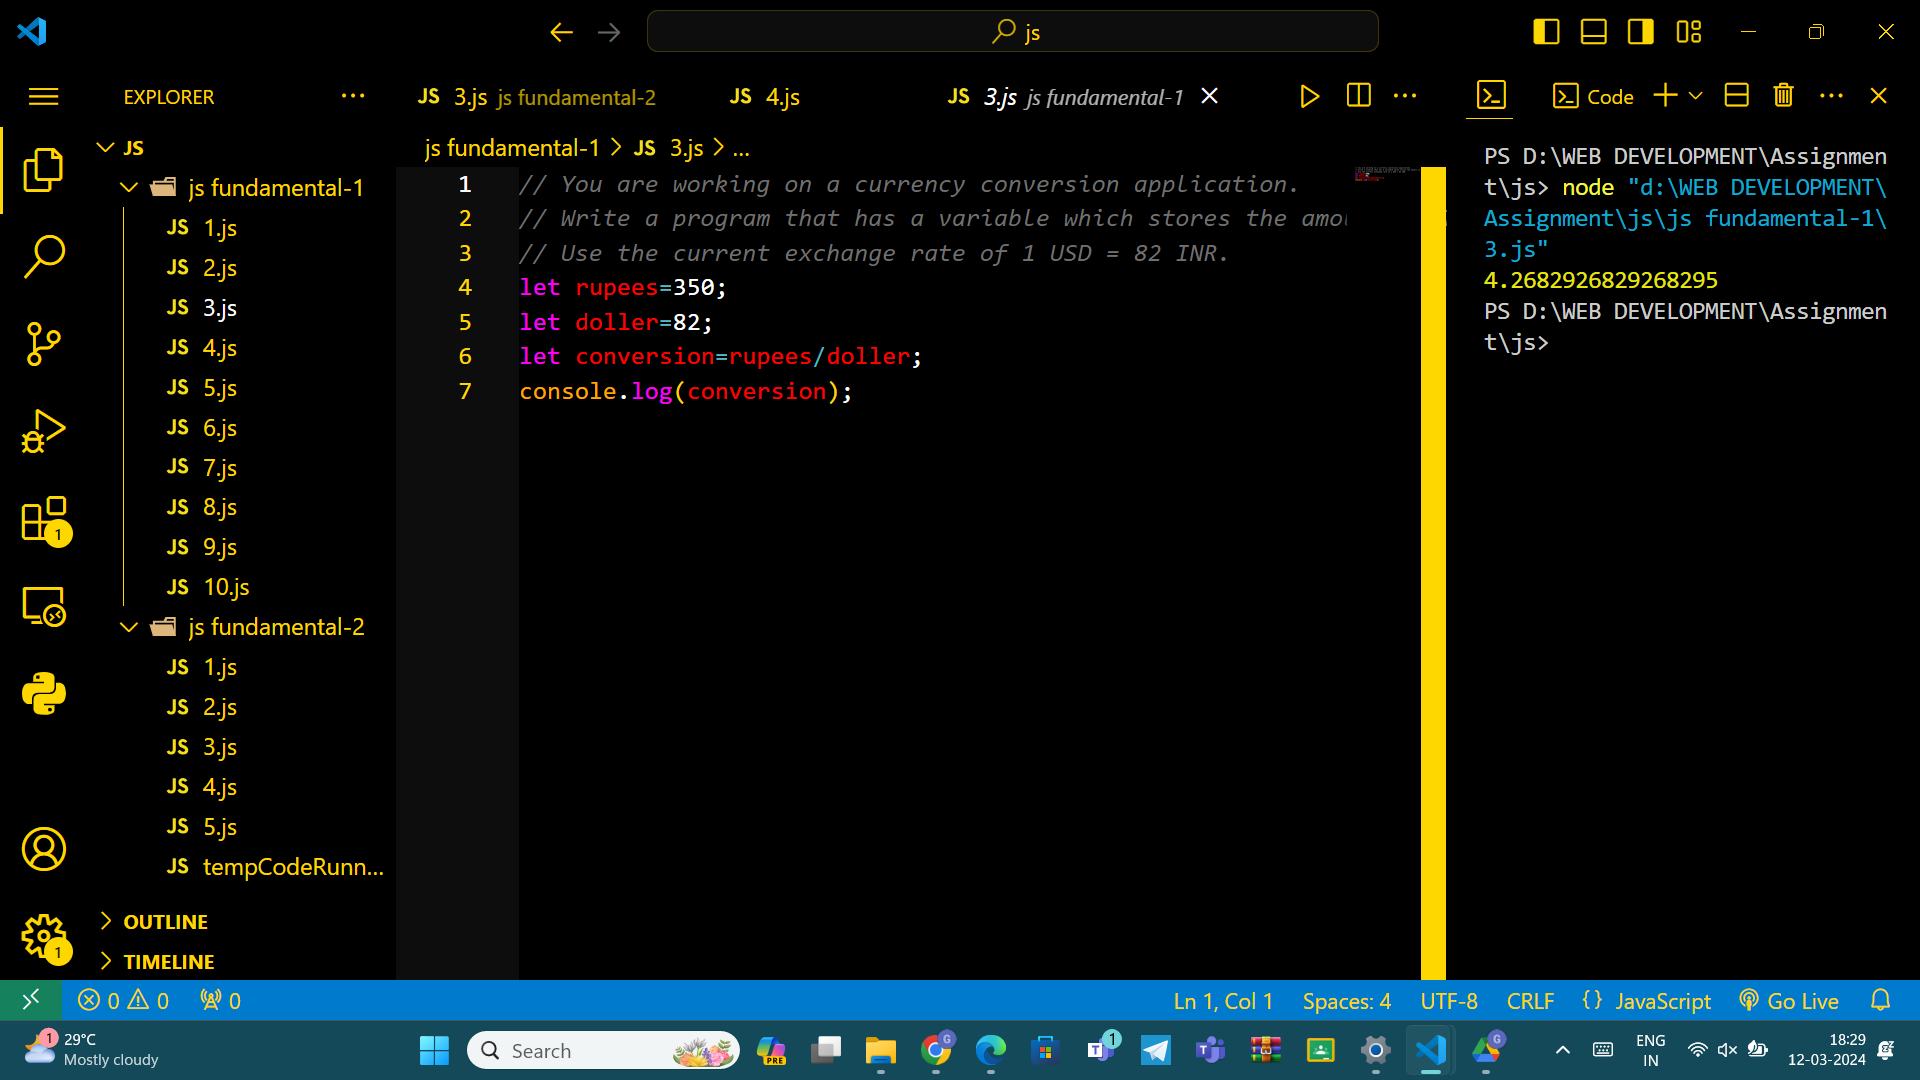 js
EXPLORER
3.js js fundamental-2
4.js
3.js js fundamental-1
Code
js fundamental-1 > JS 3.js > ...
JS
js fundamental-1
JS 1.js
JS 2.js
JS 3.js
JS 4.js
JS 5.js
JS 6.js
JS 7.js
JS 8.js
JS 9.js
JS 10.js
js fundamental-2
JS 1.js
JS 2.js
JS 3.js
JS 4.js
JS 5.js
JS tempCodeRunn...
OUTLINE
TIMELINE
1 // You are working on a currency conversion application.
2 // Write a program that has a variable which stores the
3 // Use the current exchange rate of 1 USD = 82 INR.
4 let rupees=350;
5 let doller=82;
6 let conversion=rupees/doller;
7 console.log(conversion);
PS D:\WEB DEVELOPMENT\Assignmen
t\js> node "d:\WEB DEVELOPMENT\
Assignment\js\js fundamental-1\
3.js"
4.2682926829268295
PS D:\WEB DEVELOPMENT\Assignmen
t\js>
1
1
0 0 0
Ln 1, Col 1 Spaces: 4 UTF-8 CRLF {} JavaScript Go Live
1 29°C
Mostly cloudy
Search
PRE
G
T 1
T
G
ENG
IN
18:29
12-03-2024